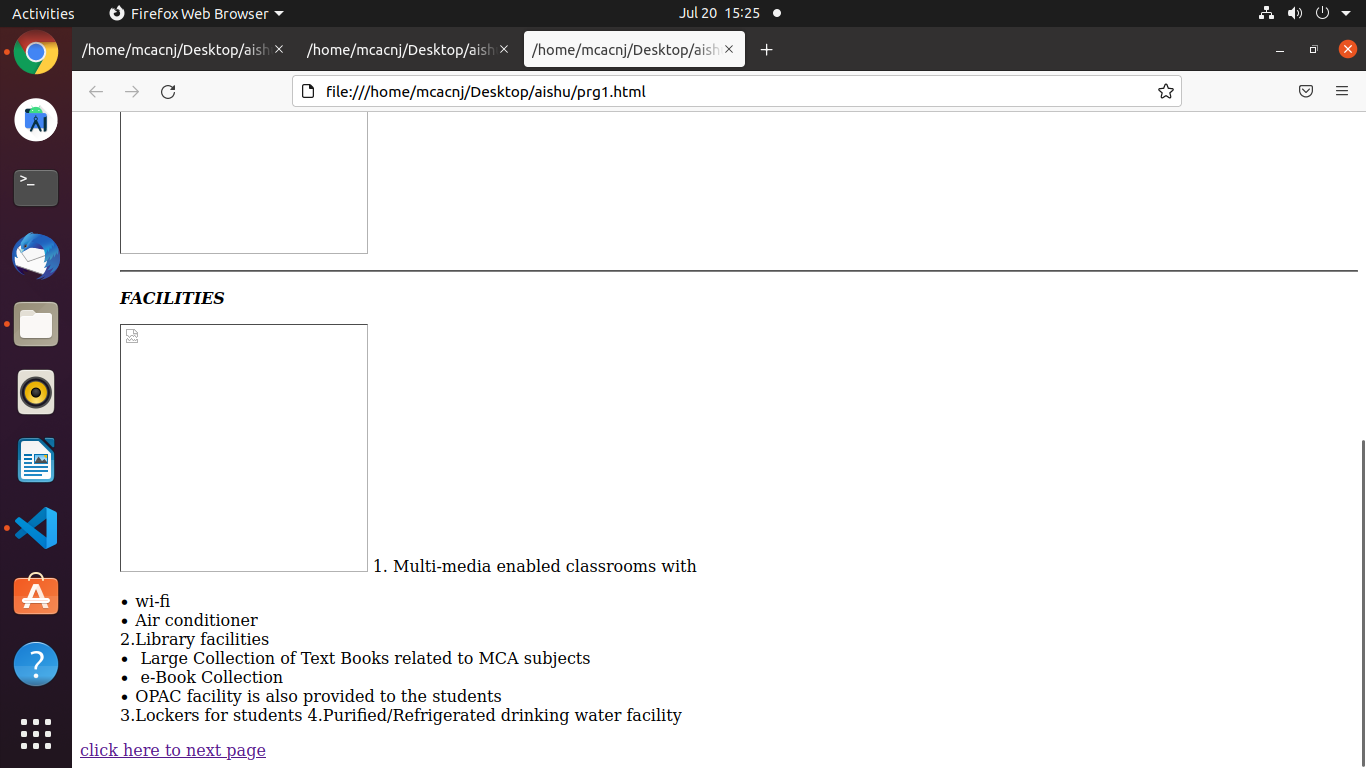 Activities Firefox Web Browser Jul 20 15:25
/home/mcacnj/Desktop/aish /home/mcacnj/Desktop/aish /home/mcacnj/Desktop/aish
file:///home/mcacnj/Desktop/aishu/prg1.html
FACILITIES
1. Multi-media enabled classrooms with
• wi-fi
• Air conditioner
2.Library facilities
• Large Collection of Text Books related to MCA subjects
• e-Book Collection
• OPAC facility is also provided to the students
3.Lockers for students 4.Purified/Refrigerated drinking water facility
click here to next page